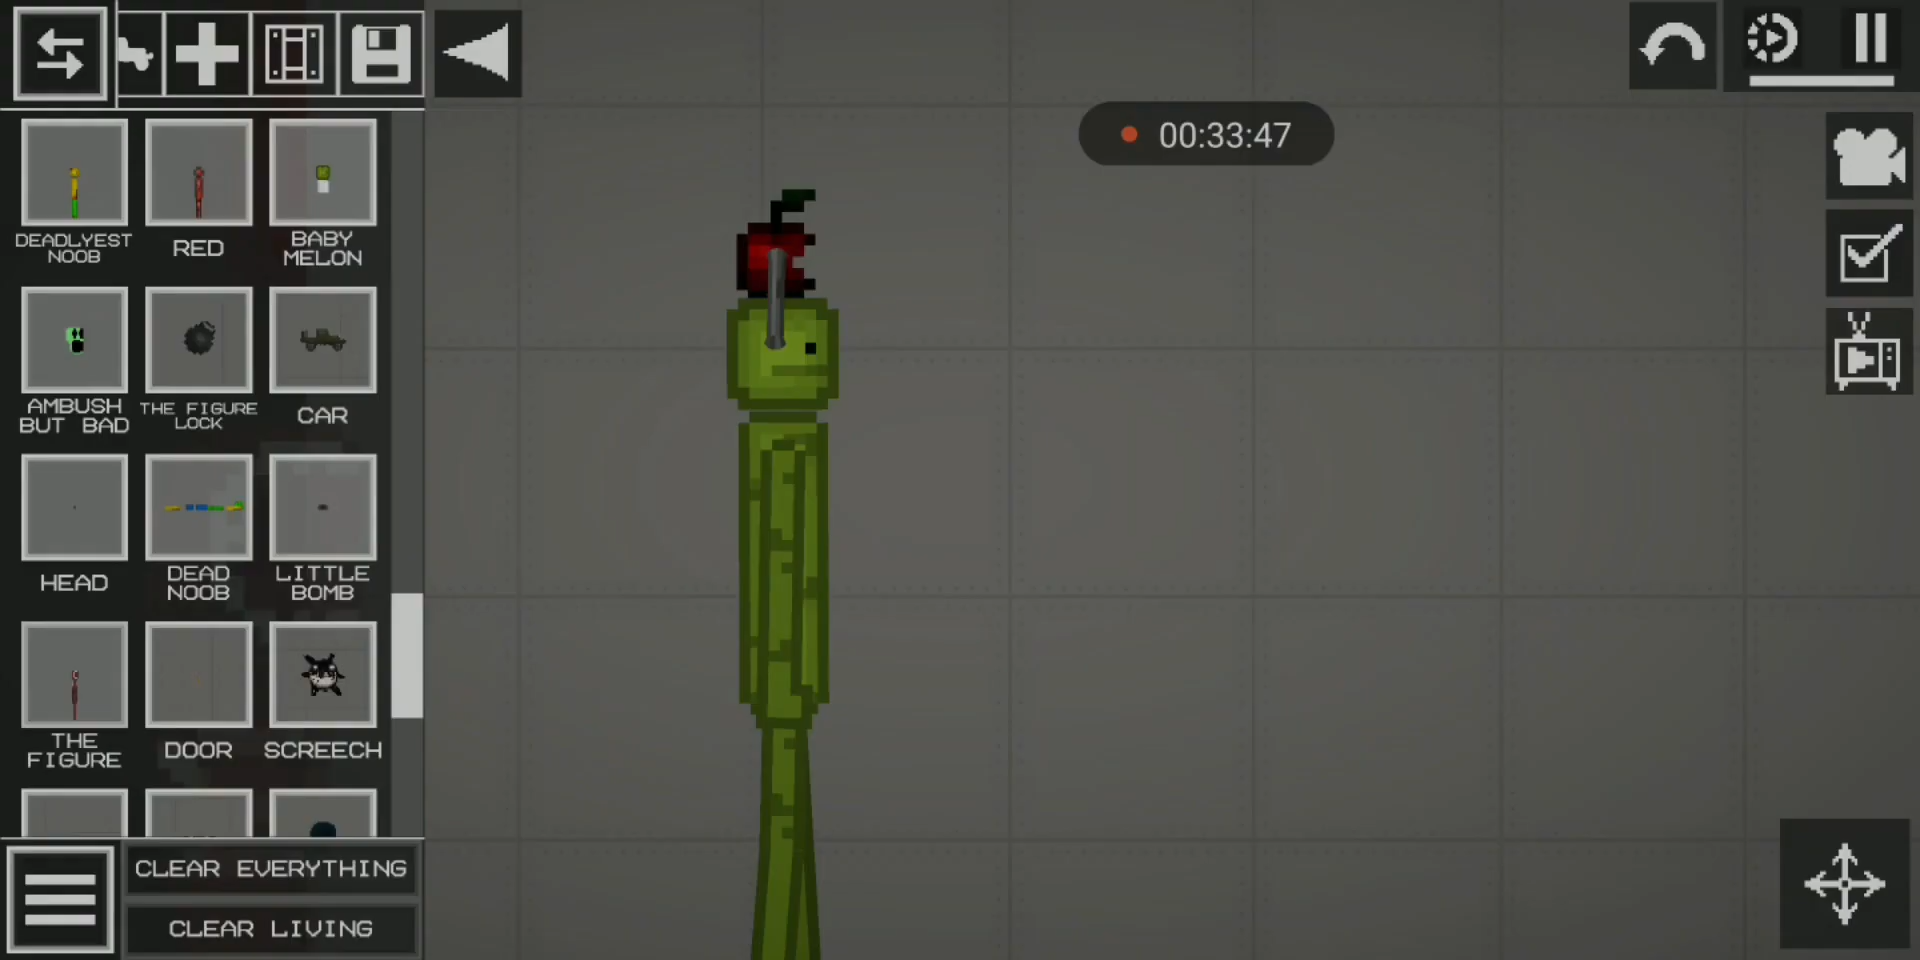 00:33:47
DEADLYEST
NOOB
RED
BABY
MELON
AMBUSH
BUT BAD
THE FIGURE
LOCK
CAR
HEAD
DEAD
NOOB
LITTLE
BOMB
THE
FIGURE
DOOR
SCREECH
CLEAR EVERYTHING
CLEAR LIVING